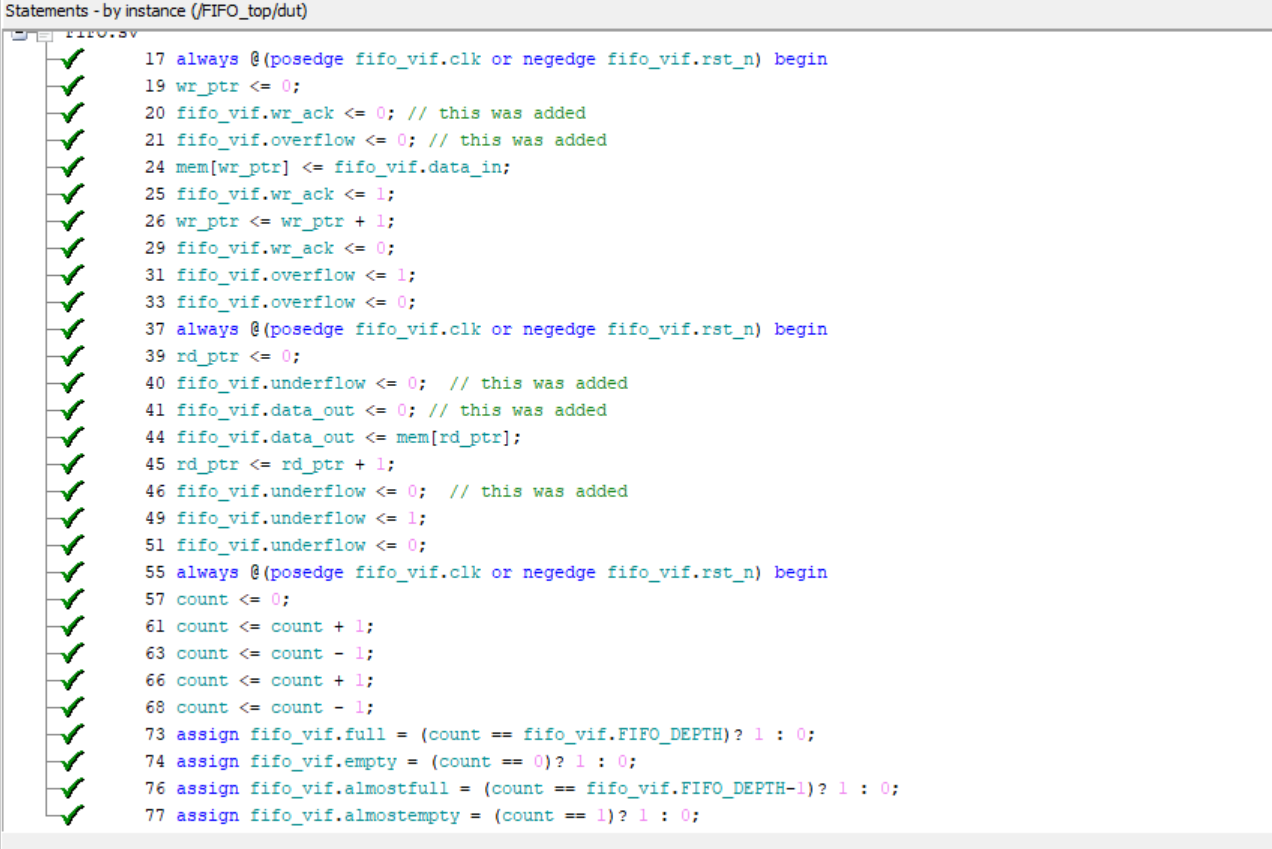 Statements - by instance (/FIFO_top/dut)
FIFO.sv
17 always @(posedge fifo_vif.clk or negedge fifo_vif.rst_n) begin
19 wr_ptr <= 0;
20 fifo_vif.wr_ack <= 0; // this was added
21 fifo_vif.overflow <= 0; // this was added
24 mem[wr_ptr] <= fifo_vif.data_in;
25 fifo_vif.wr_ack <= 1;
26 wr_ptr <= wr_ptr + 1;
29 fifo_vif.wr_ack <= 0;
31 fifo_vif.overflow <= 1;
33 fifo_vif.overflow <= 0;
37 always @(posedge fifo_vif.clk or negedge fifo_vif.rst_n) begin
39 rd_ptr <= 0;
40 fifo_vif.underflow <= 0;  // this was added
41 fifo_vif.data_out <= 0; // this was added
44 fifo_vif.data_out <= mem[rd_ptr];
45 rd_ptr <= rd_ptr + 1;
46 fifo_vif.underflow <= 0;  // this was added
49 fifo_vif.underflow <= 1;
51 fifo_vif.underflow <= 0;
55 always @(posedge fifo_vif.clk or negedge fifo_vif.rst_n) begin
57 count <= 0;
61 count <= count + 1;
63 count <= count - 1;
66 count <= count + 1;
68 count <= count - 1;
73 assign fifo_vif.full = (count == fifo_vif.FIFO_DEPTH)? 1 : 0;
74 assign fifo_vif.empty = (count == 0)? 1 : 0;
76 assign fifo_vif.almostfull = (count == fifo_vif.FIFO_DEPTH-1)? 1 : 0;
77 assign fifo_vif.almostempty = (count == 1)? 1 : 0;